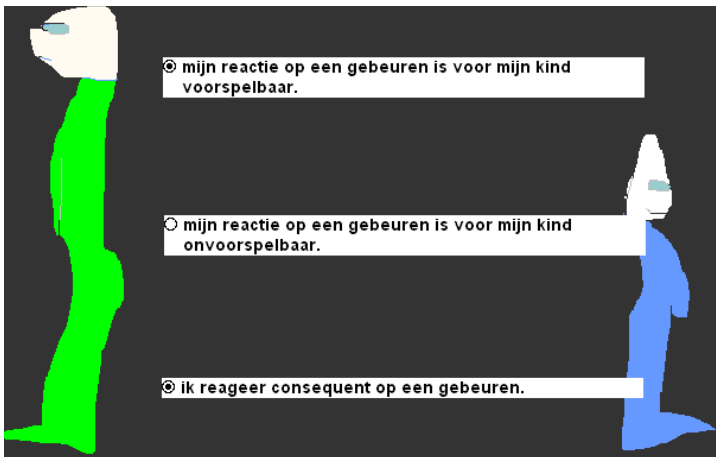 mijn reactie op een gebeuren is voor mijn kind
voorspelbaar.
mijn reactie op een gebeuren is voor mijn kind
onvoorspelbaar.
ik reageer consequent op een gebeuren.